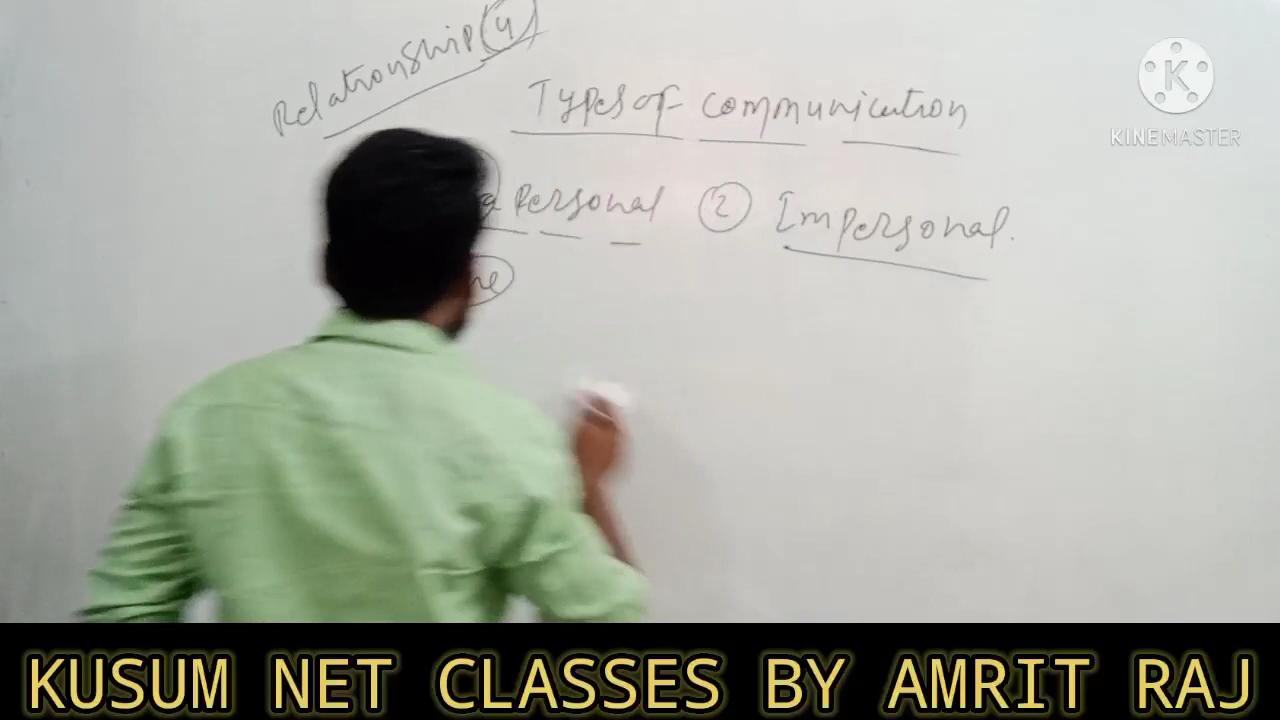 Relationship (4)
Types of communication
Personal ② Impersonal.
K
KINEMASTER
KUSUM NET CLASSES BY AMRIT RAJ